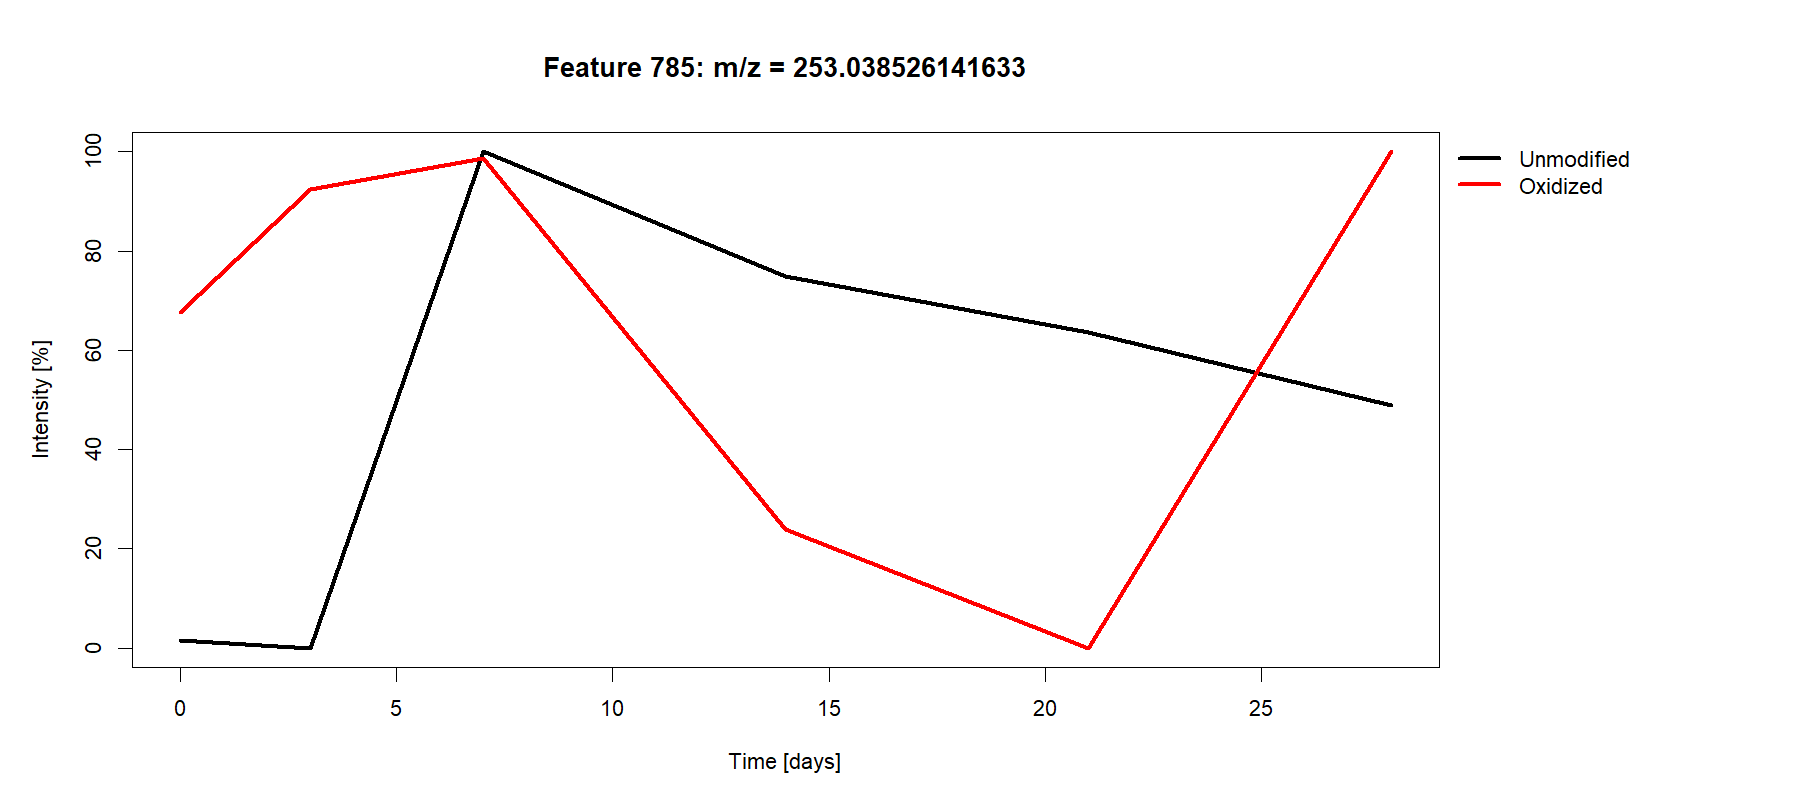 Feature 785: m/z = 253.038526141633
Unmodified
Oxidized
Intensity [%]
100
80
60
40
20
0
0 5 10 15 20 25
Time [days]